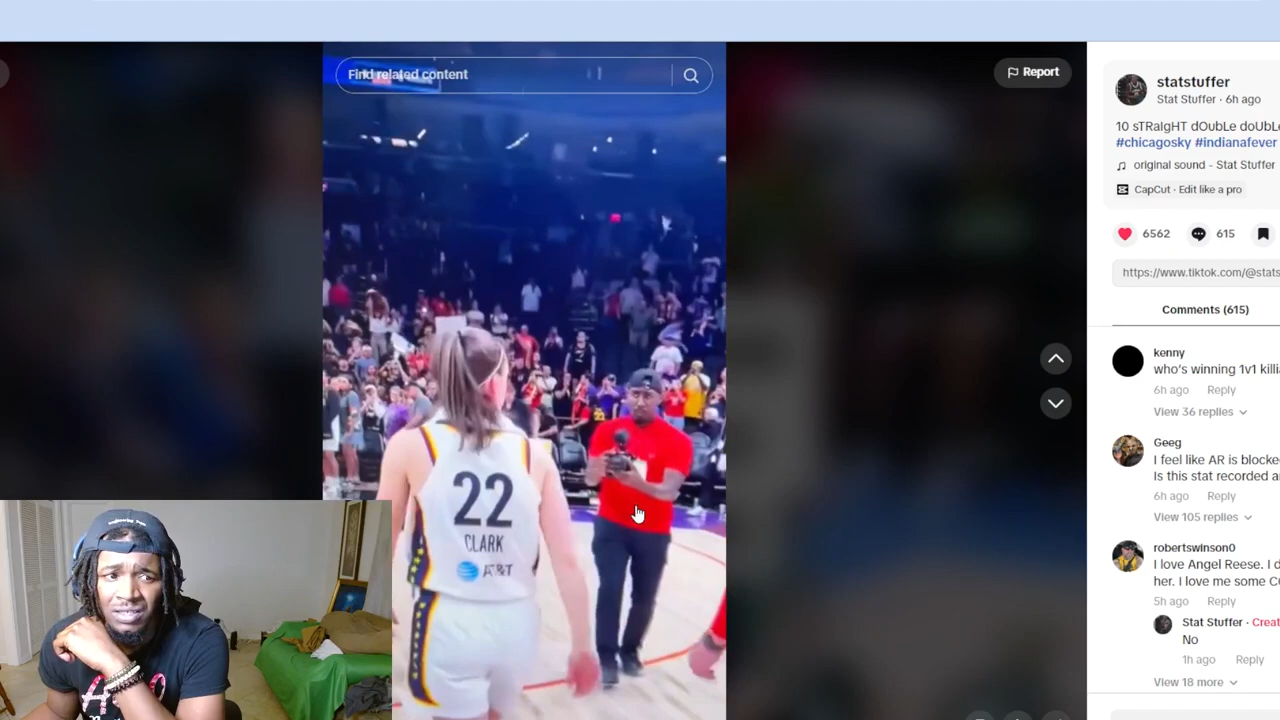 Find related content
Report
22
CLARK
AT&T
statstuffer
Stat Stuffer · 6h ago
10 sTRaIgHT dOubLe doUbL
#chicagosky #indianafever
original sound - Stat Stuffer
CapCut · Edit like a pro
6562
615
https://www.tiktok.com/@stats
Comments (615)
kenny
who's winning 1v1 killi
6h ago Reply
View 36 replies
Geeg
I feel like AR is blocke
Is this stat recorded a
6h ago Reply
View 105 replies
robertswinson0
I love Angel Reese. I d
her. I love me some C
5h ago Reply
Stat Stuffer · Creat
No
1h ago Reply
View 18 more